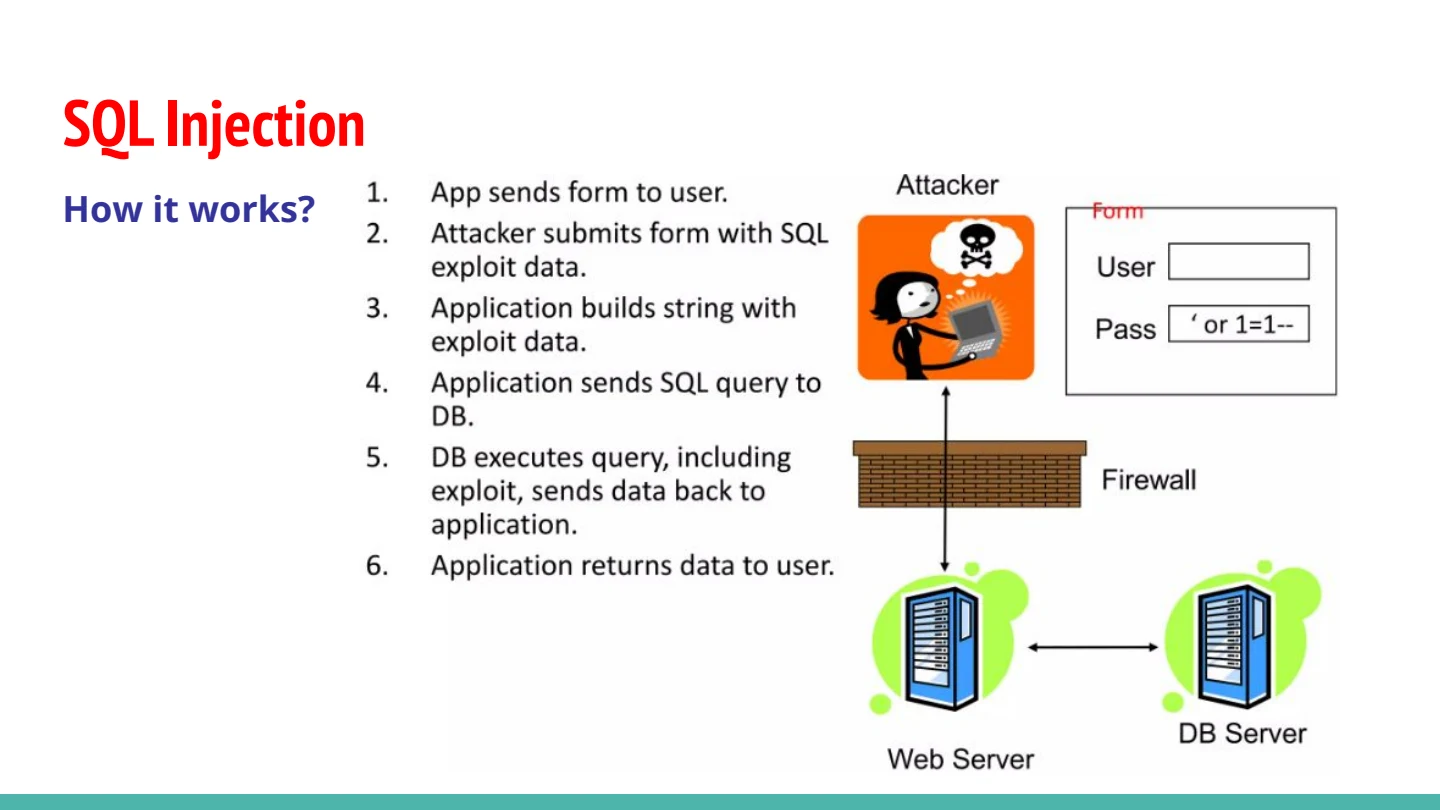 SQL Injection
How it works?
1. App sends form to user.
2. Attacker submits form with SQL
exploit data.
3. Application builds string with
exploit data.
4. Application sends SQL query to
DB.
5. DB executes query, including
exploit, sends data back to
application.
6. Application returns data to user.
Attacker
Form
User
Pass ‘ or 1=1--
Firewall
Web Server
DB Server